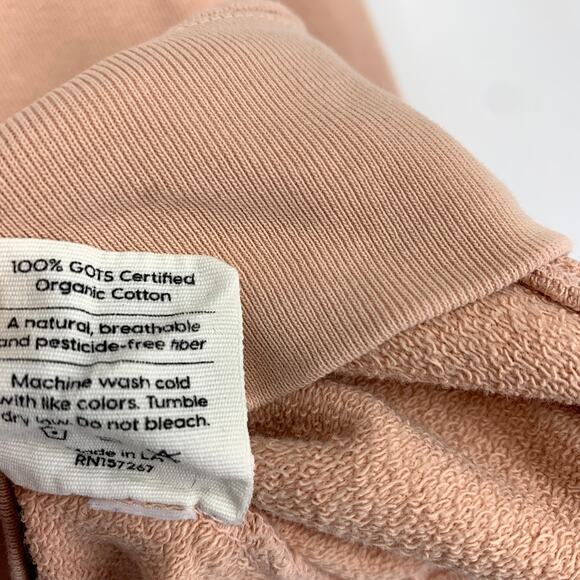 100% GOTS Certified
Organic Cotton
A natural, breathable
and pesticide-free fiber
Machine wash cold
with like colors. Tumble
dry low. Do not bleach.
Made in LA
RN157267